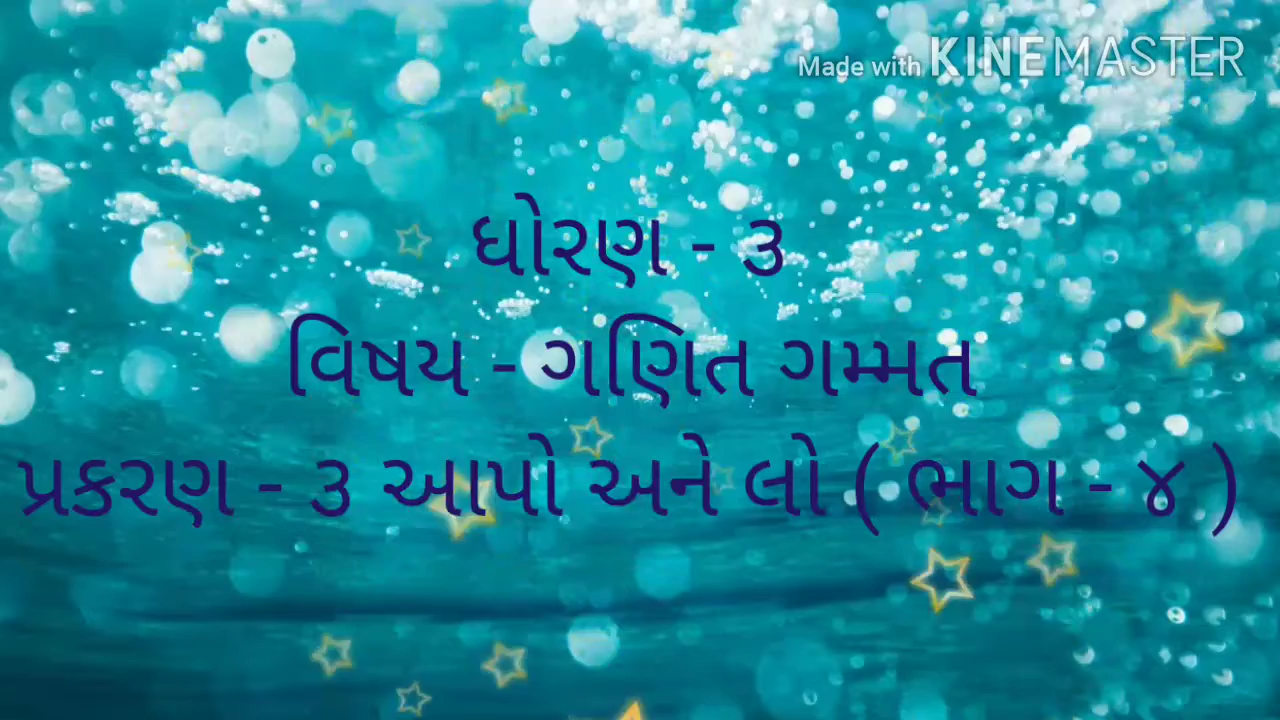 Made with KINEMASTER
ધોરણ - ૩
વિષય - ગણિત ગમ્મત
પ્રકરણ - ૩ આપો અને લો ( ભાગ - ૪ )